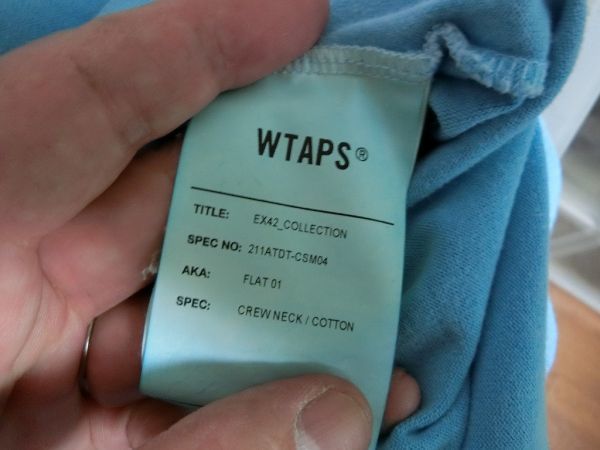 WTAPS®
TITLE: EX42_COLLECTION
SPEC NO: 211ATDT-CSM04
AKA: FLAT 01
SPEC: CREW NECK / COTTON